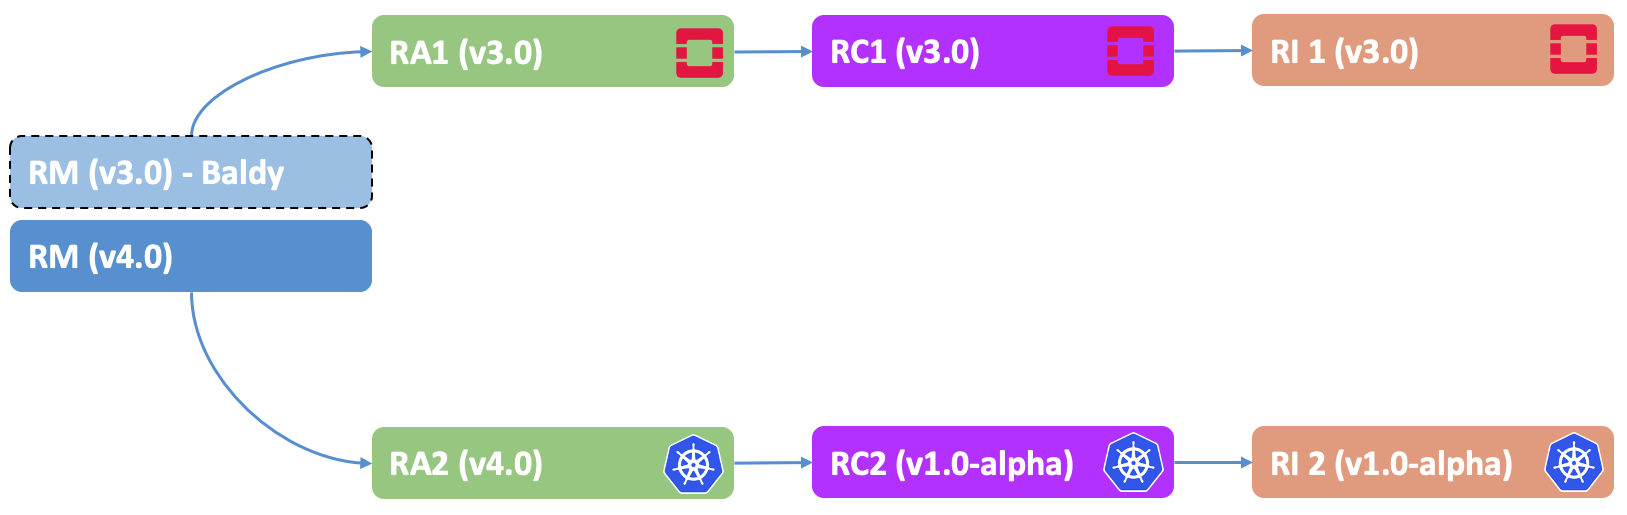 RA1 (v3.0)
RC1 (v3.0)
RI 1 (v3.0)
RM (v3.0) - Baldy
RM (v4.0)
RA2 (v4.0)
RC2 (v1.0-alpha)
RI 2 (v1.0-alpha)